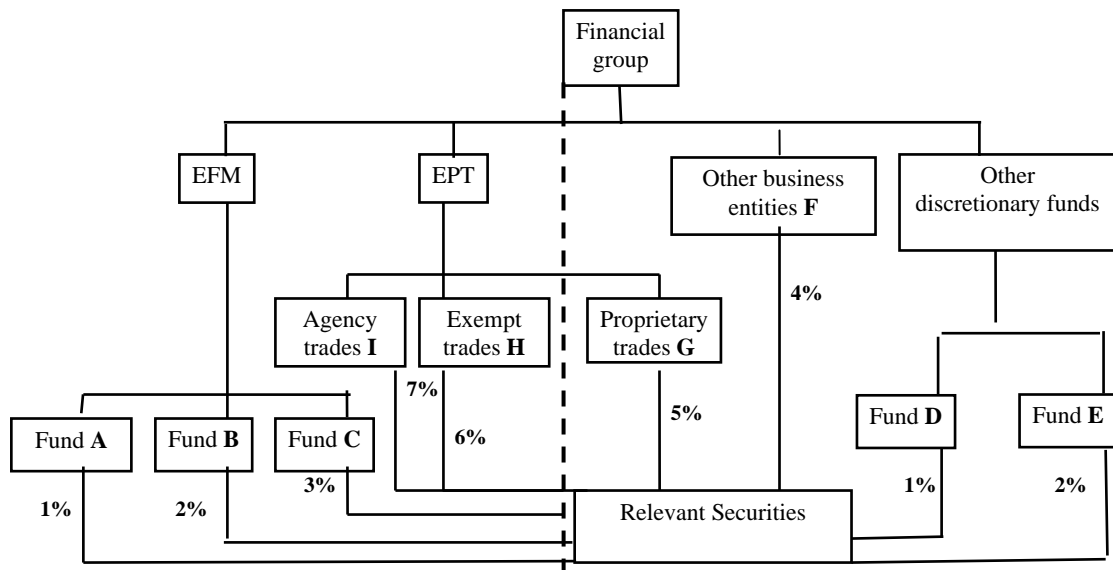 Financial
group
EFM
EPT
Other business
entities F
Other
discretionary funds
4%
Agency
trades I
Exempt
trades H
Proprietary
trades G
7%
5%
6%
Fund A
Fund B
Fund C
Fund D
Fund E
1%
2%
3%
1%
2%
Relevant Securities